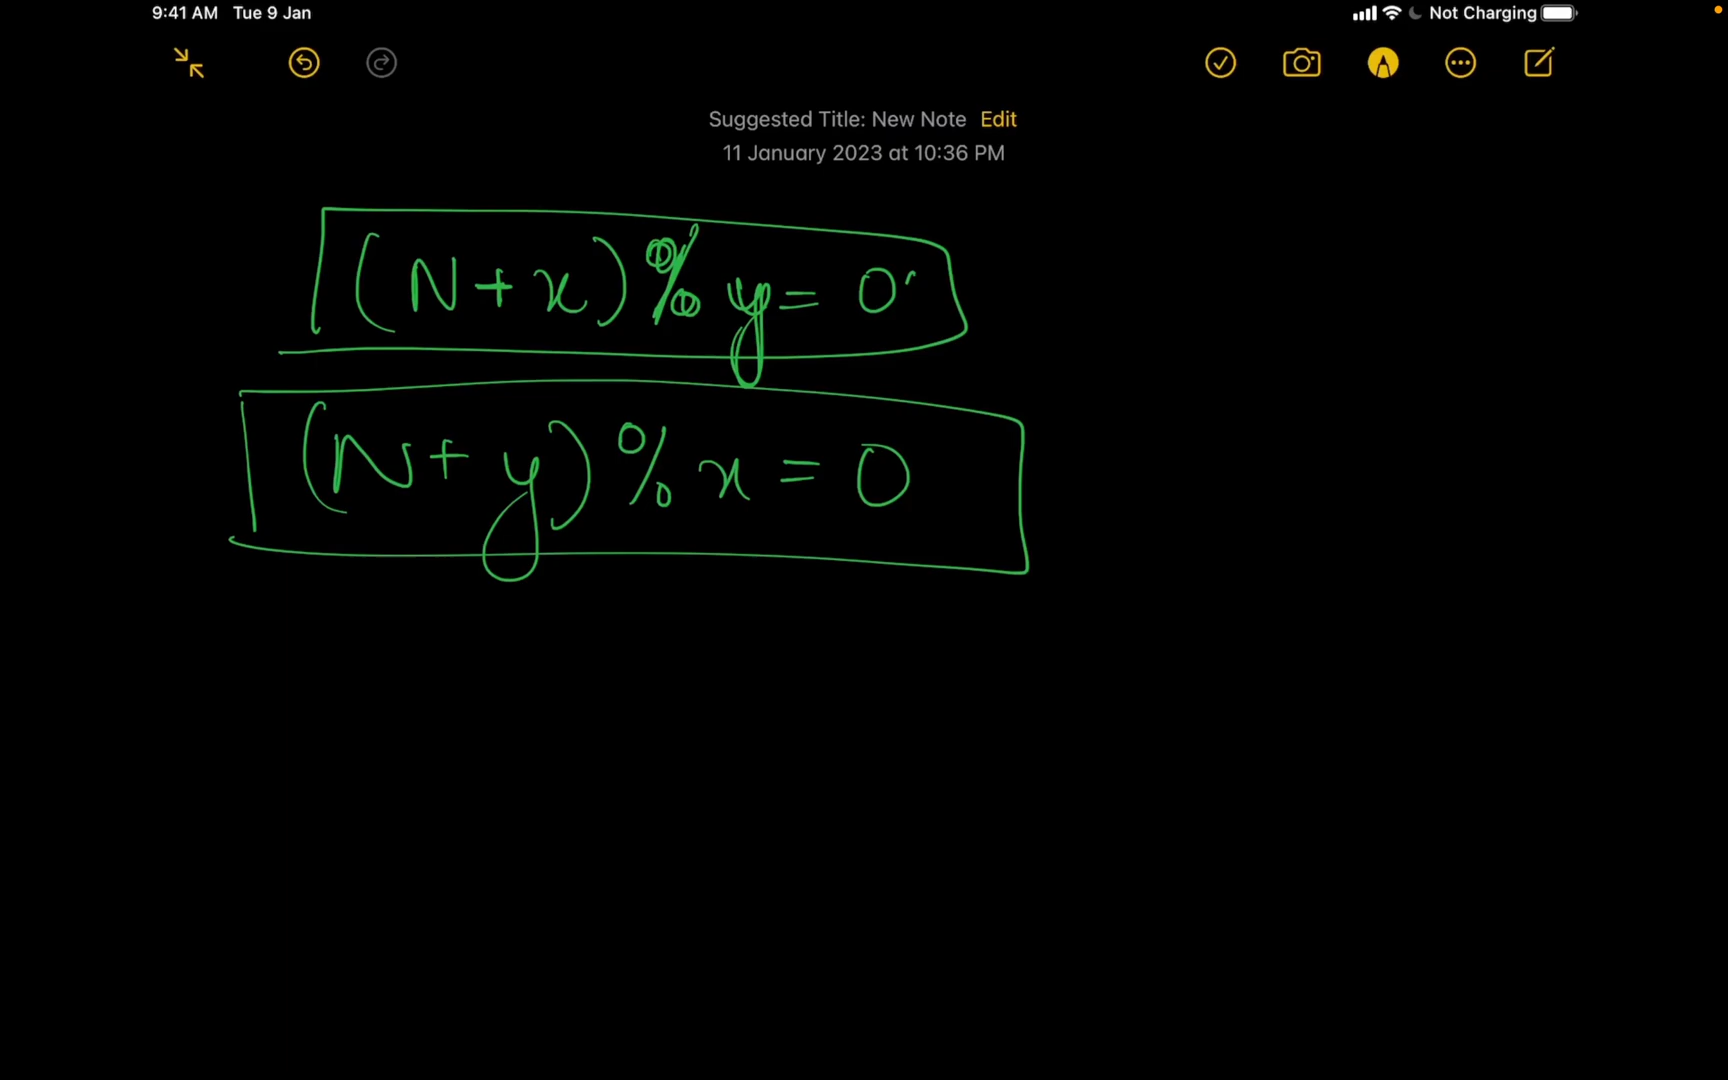 9:41 AM Tue 9 Jan Not Charging
Suggested Title: New Note Edit
11 January 2023 at 10:36 PM
(N+x)%y=0
(N+y)%x=0